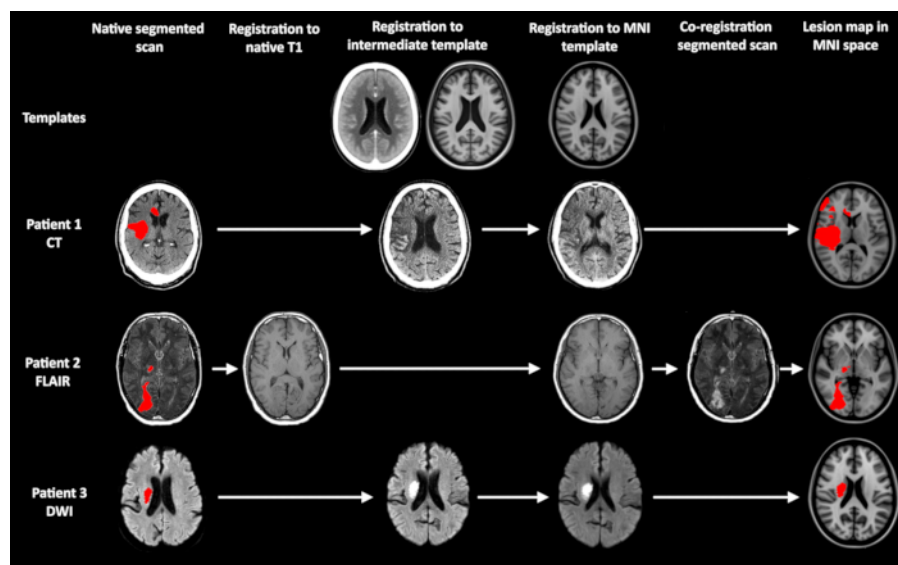 Native segmented
scan
Registration to
native T1
Registration to
intermediate template
Registration to MNI
template
Co-registration
segmented scan
Lesion map in
MNI space
Templates
Patient 1
CT
Patient 2
FLAIR
Patient 3
DWI